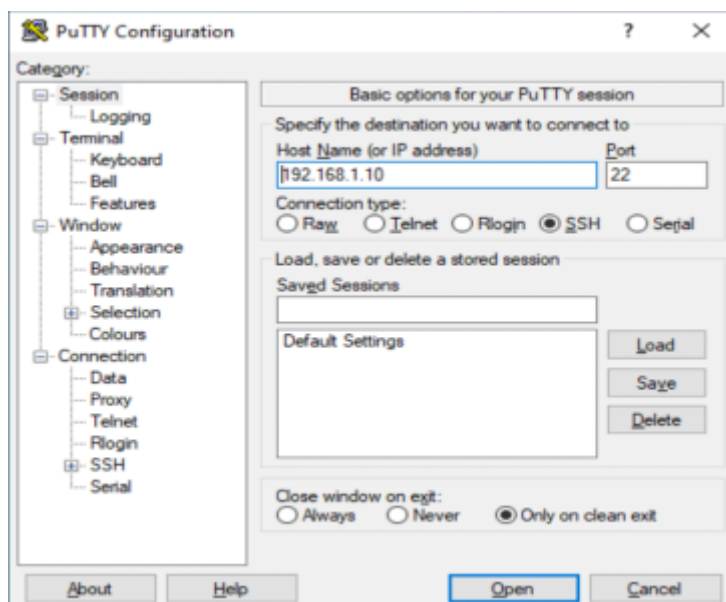 PuTTY Configuration ? ×
Category:
Session
Logging
Terminal
Keyboard
Bell
Features
Window
Appearance
Behaviour
Translation
Selection
Colours
Connection
Data
Proxy
Telnet
Rlogin
SSH
Serial
Basic options for your PuTTY session
Specify the destination you want to connect to
Host Name (or IP address) Port
192.168.1.10 22
Connection type:
Raw Telnet Rlogin SSH Serial
Load, save or delete a stored session
Saved Sessions
Default Settings
Load
Save
Delete
Close window on exit:
Always Never Only on clean exit
About Help Open Cancel